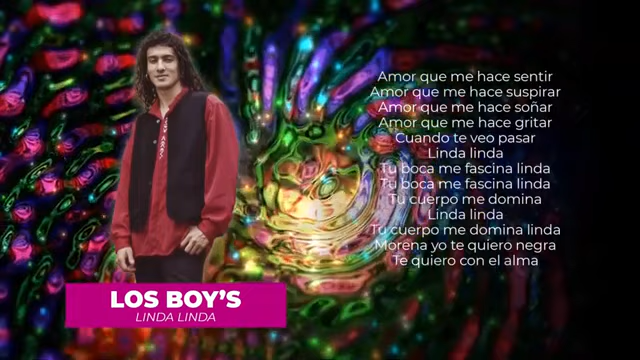 Amor que me hace sentir
Amor que me hace suspirar
Amor que me hace soñar
Amor que me hace gritar
Cuando te veo pasar
Linda linda
Tu boca me fascina linda
Tu boca me fascina linda
Tu cuerpo me domina
Linda linda
Tu cuerpo me domina linda
Morena yo te quiero negra
Te quiero con el alma
LOS BOY'S
LINDA LINDA